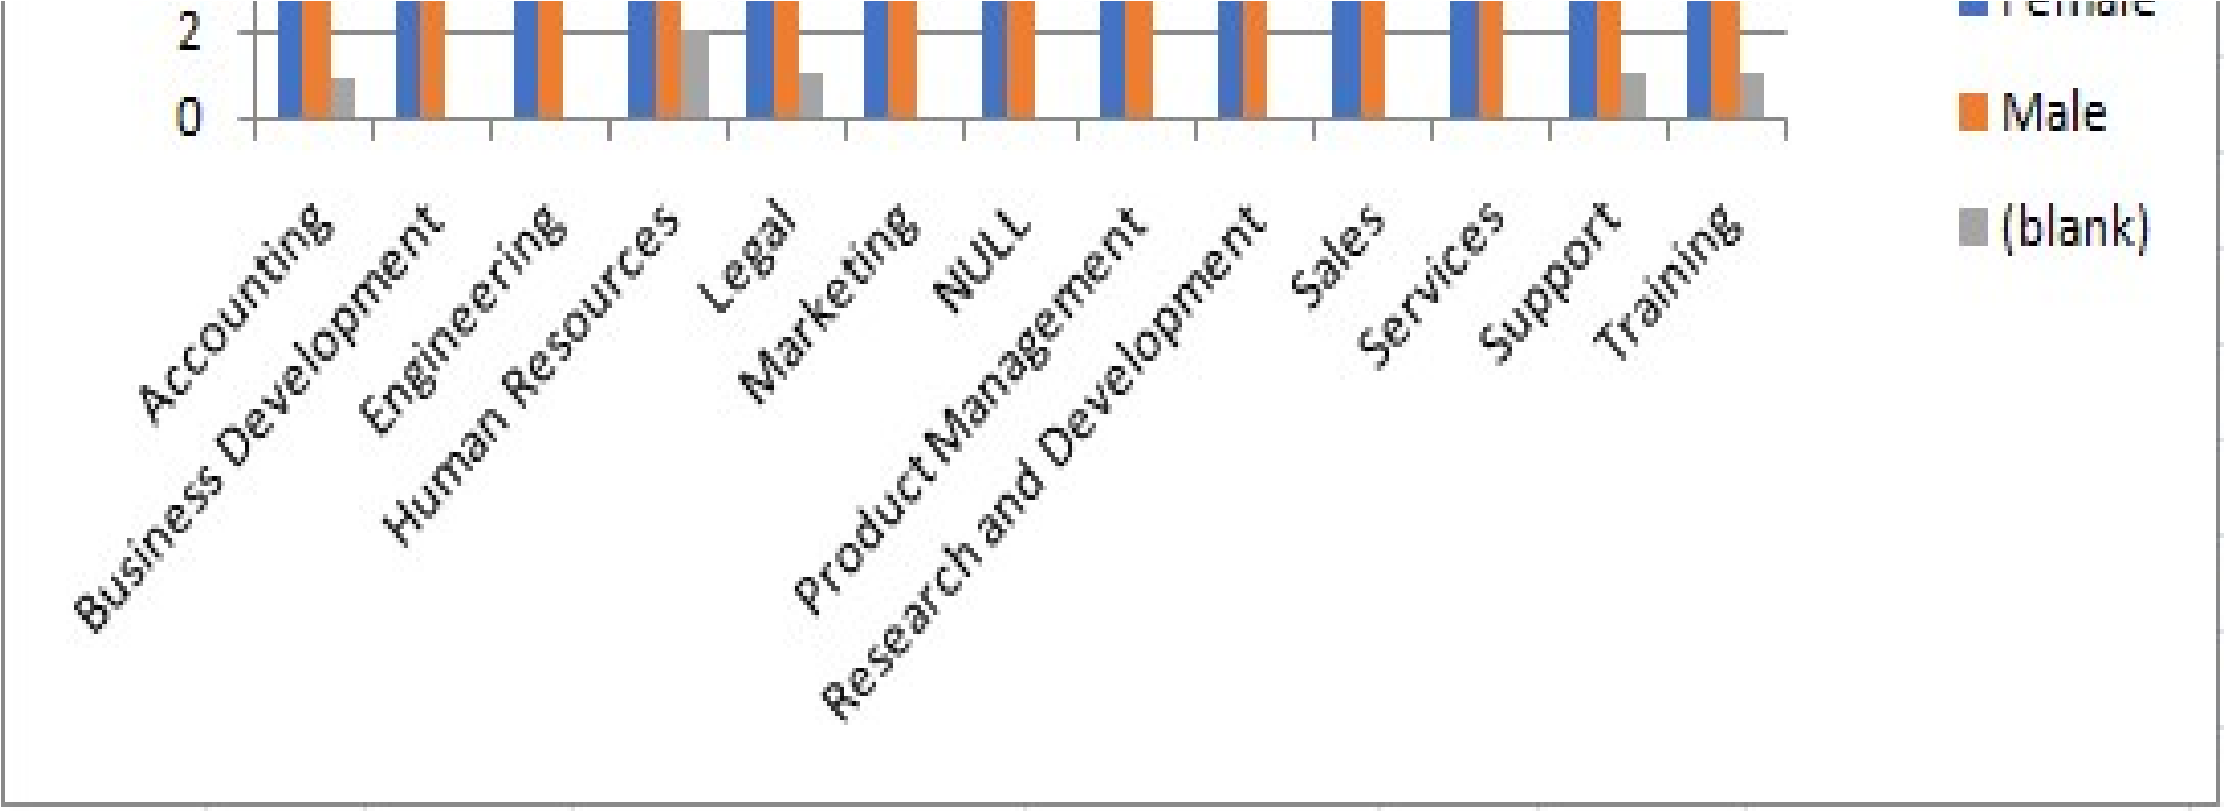 2
0
Accounting
Business Development
Engineering
Human Resources
Legal
Marketing
NULL
Product Management
Research and Development
Sales
Services
Support
Training
Female
Male
(blank)